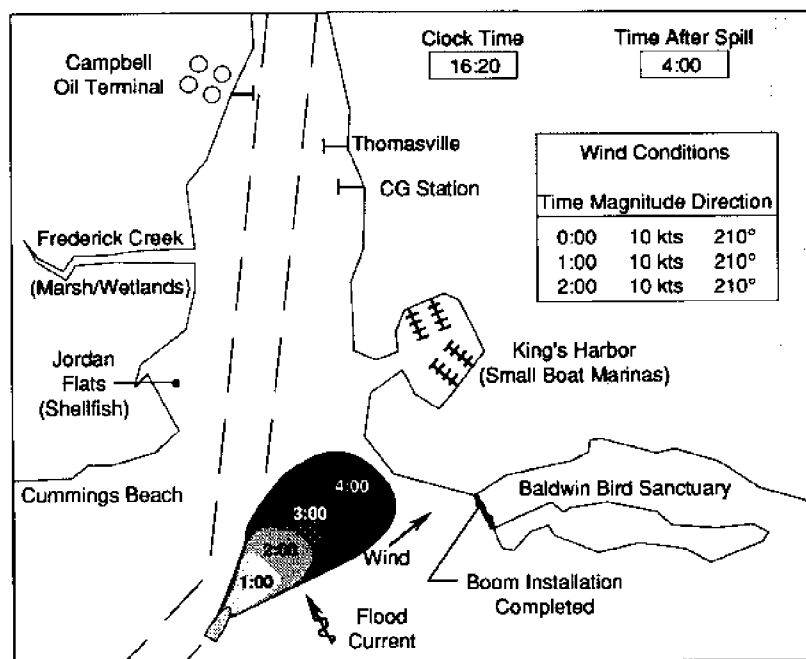 Campbell
Oil Terminal
Clock Time
16:20
Time After Spill
4:00
Thomasville
CG Station
Wind Conditions
Time Magnitude Direction
0:00 10 kts 210°
1:00 10 kts 210°
2:00 10 kts 210°
Frederick Creek
(Marsh/Wetlands)
Jordan
Flats
(Shellfish)
King's Harbor
(Small Boat Marinas)
Cummings Beach
4:00
3:00
2:00
1:00
Baldwin Bird Sanctuary
Wind
Boom Installation
Completed
Flood
Current